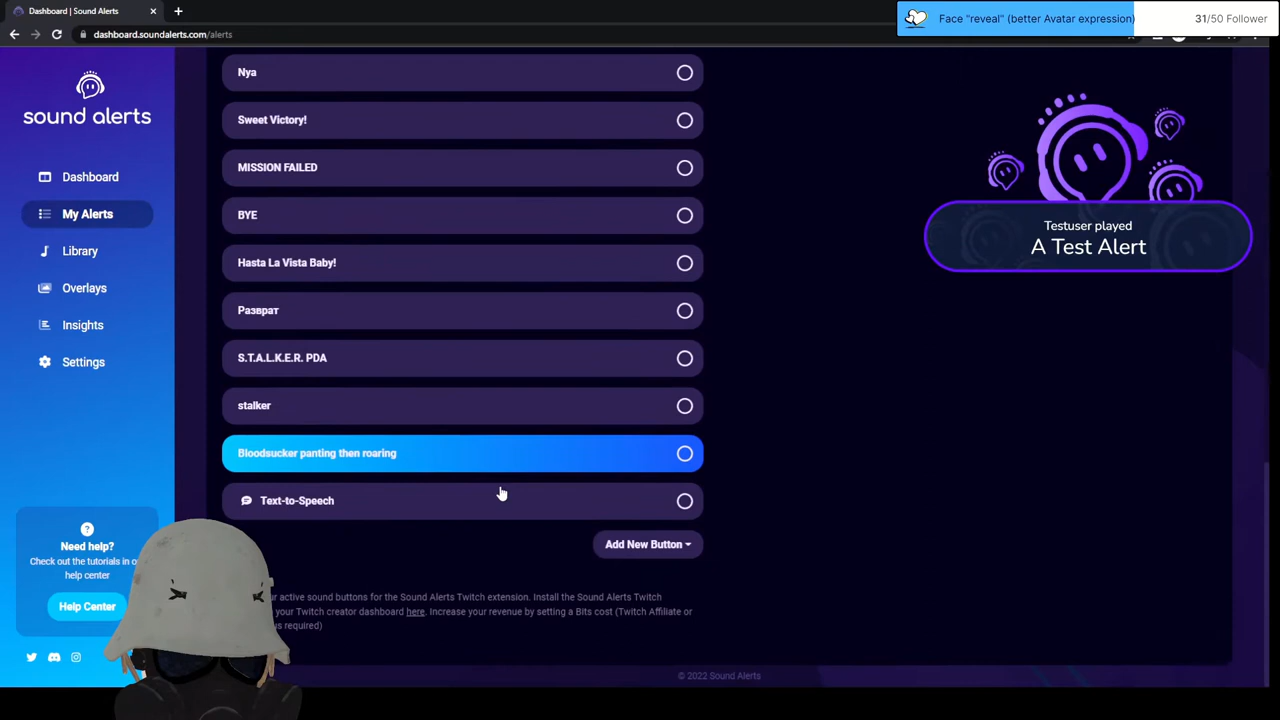 Dashboard | Sound Alerts
dashboard.soundalerts.com/alerts
Face "reveal" (better Avatar expression)
31/50 Follower
sound alerts
Dashboard
My Alerts
Library
Overlays
Insights
Settings
Need help?
Check out the tutorials in
help center
Help Center
Nya
Sweet Victory!
MISSION FAILED
BYE
Hasta La Vista Baby!
Разврат
S.T.A.L.K.E.R. PDA
stalker
Bloodsucker panting then roaring
Text-to-Speech
Add New Button
active sound buttons for the Sound Alerts Twitch extension. Install the Sound Alerts Twitch
your Twitch creator dashboard here. Increase your revenue by setting a Bits cost (Twitch Affiliate or
required)
© 2022 Sound Alerts
Testuser played
A Test Alert